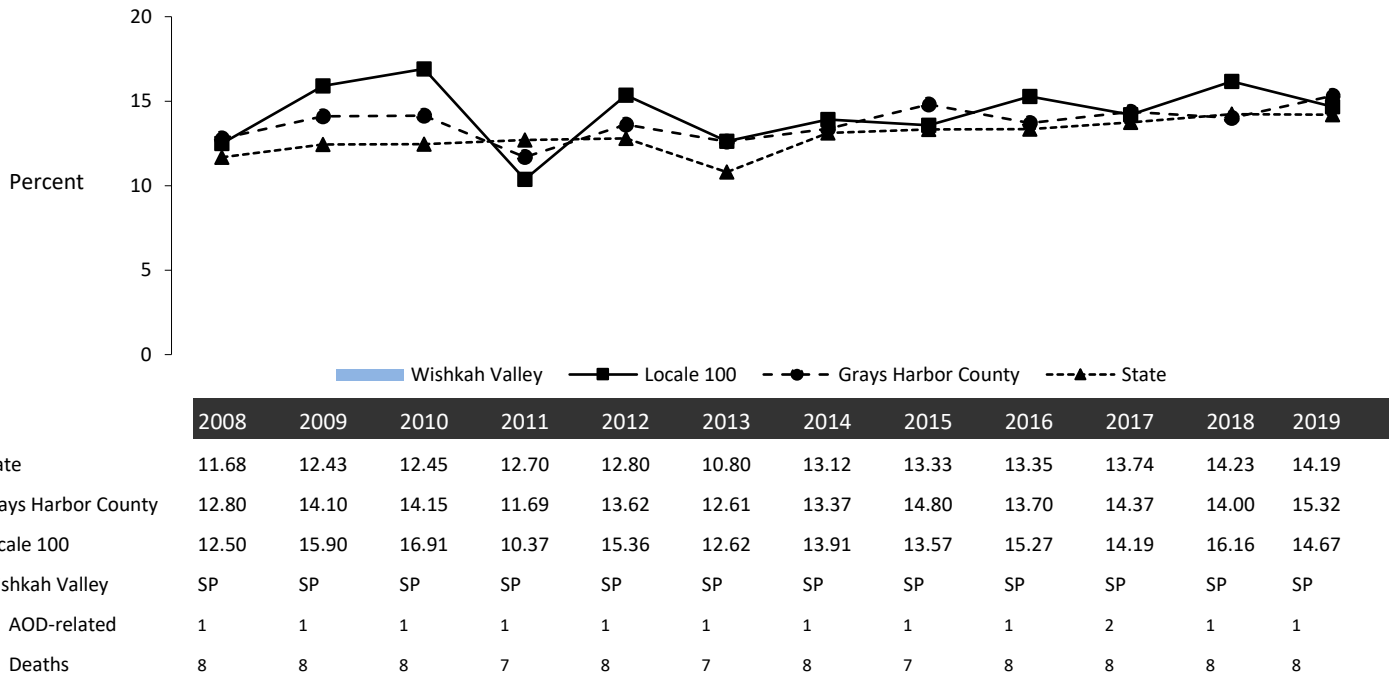 20
15
Percent
10
5
0
Wishkah Valley Locale 100 Grays Harbor County State
2008 2009 2010 2011 2012 2013 2014 2015 2016 2017 2018 2019
ate 11.68 12.43 12.45 12.70 12.80 10.80 13.12 13.33 13.35 13.74 14.23 14.19
ays Harbor County 12.80 14.10 14.15 11.69 13.62 12.61 13.37 14.80 13.70 14.37 14.00 15.32
cale 100 12.50 15.90 16.91 10.37 15.36 12.62 13.91 13.57 15.27 14.19 16.16 14.67
ishkah Valley SP SP SP SP SP SP SP SP SP SP SP SP
AOD-related 1 1 1 1 1 1 1 1 1 2 1 1
Deaths 8 8 8 7 8 7 8 7 8 8 8 8